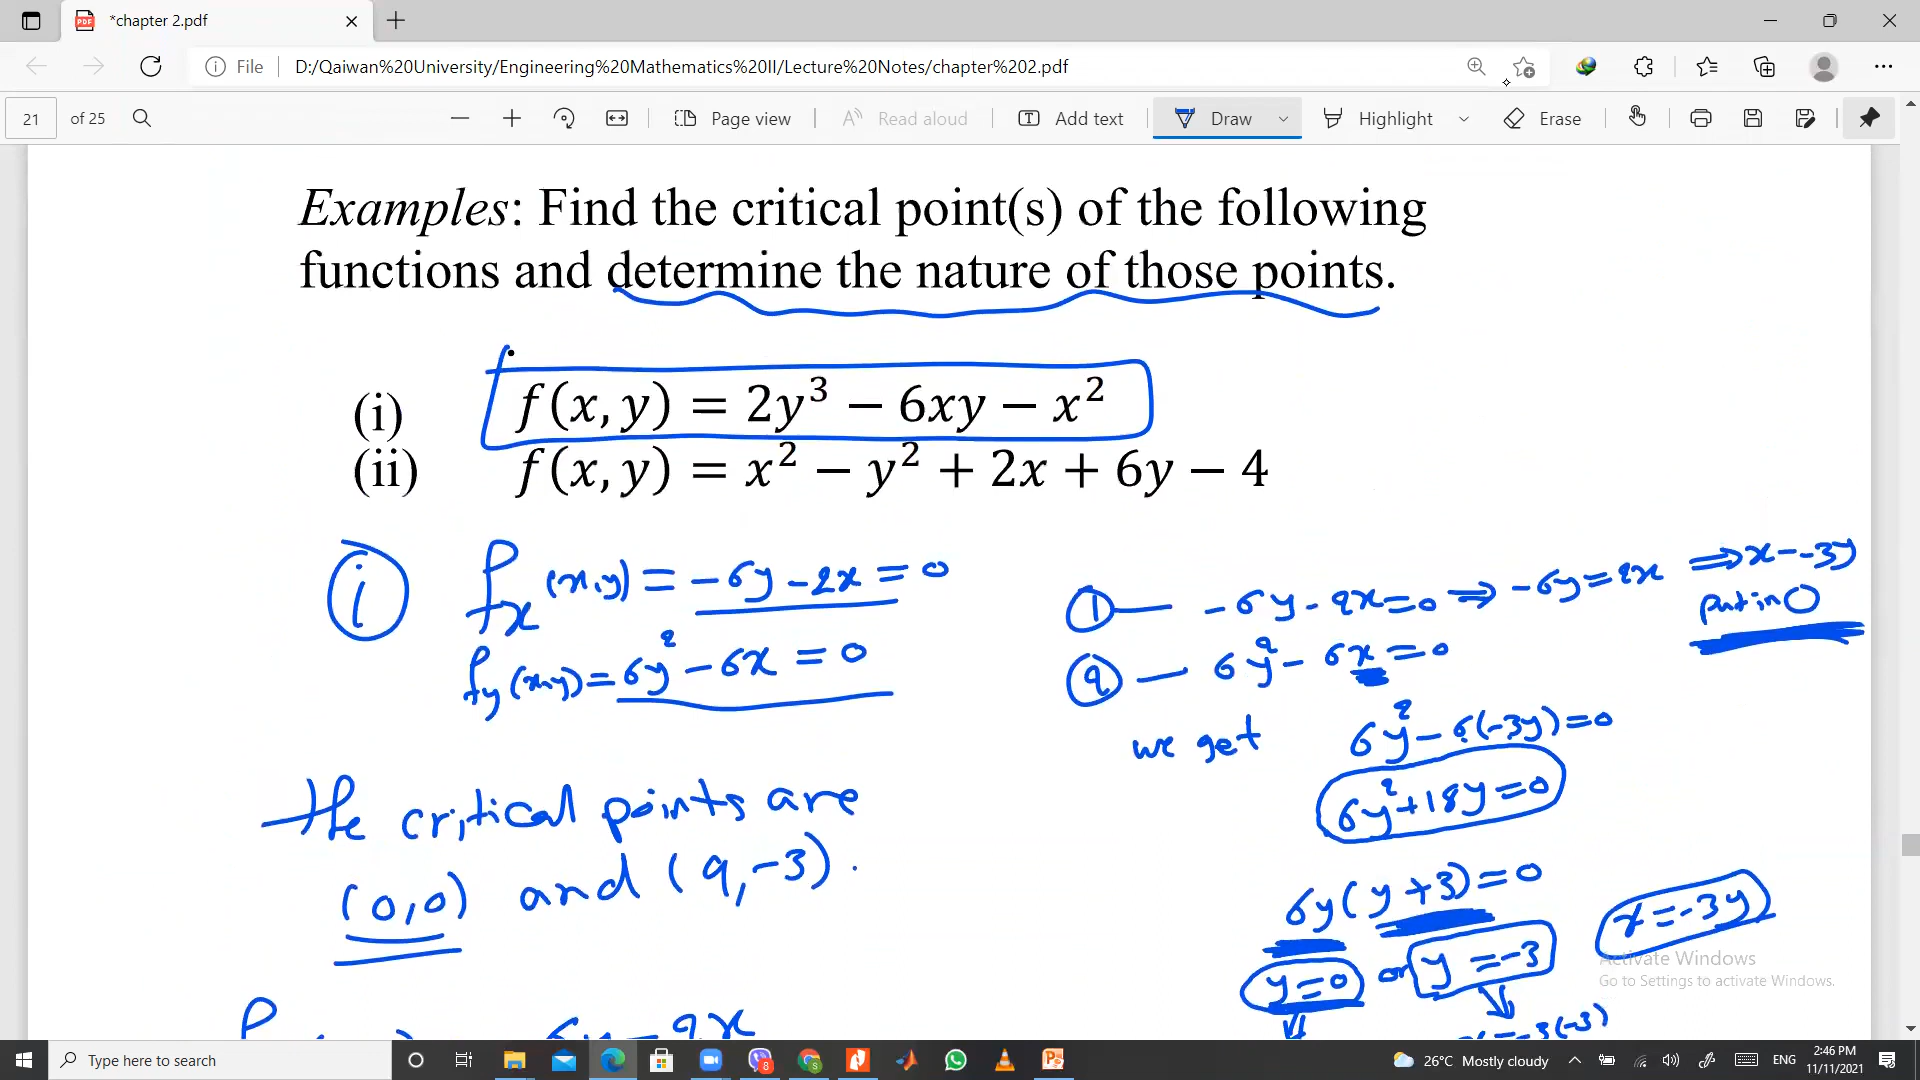 *chapter 2.pdf
File
D:/Qaiwan%20University/Engineering%20Mathematics%20II/Lecture%20Notes/chapter%202.pdf
21 of 25
Page view
Read aloud
Add text
Draw
Highlight
Erase
Examples: Find the critical point(s) of the following
functions and determine the nature of those points.
(i) f(x, y) = 2y³ − 6xy − x²
(ii) f(x, y) = x² − y² + 2x + 6y − 4
i
fx (x,y) = -6y - 2x = 0
fy (x,y) = 6y² - 6x = 0
the critical points are
(0,0) and (9,-3).
① — -6y - 2x = 0 ⇒ -6y = 2x ⇒ x = -3y
put in
② — 6y² - 6x = 0
we get 6y² - 6(-3y) = 0
6y² + 18y = 0
6y(y+3) = 0
x = -3y
y = 0 or y = -3
-3(-3)
6y - 2x
Activate Windows
Go to Settings to activate Windows.
Type here to search
8
26°C Mostly cloudy
ENG
2:46 PM
11/11/2021